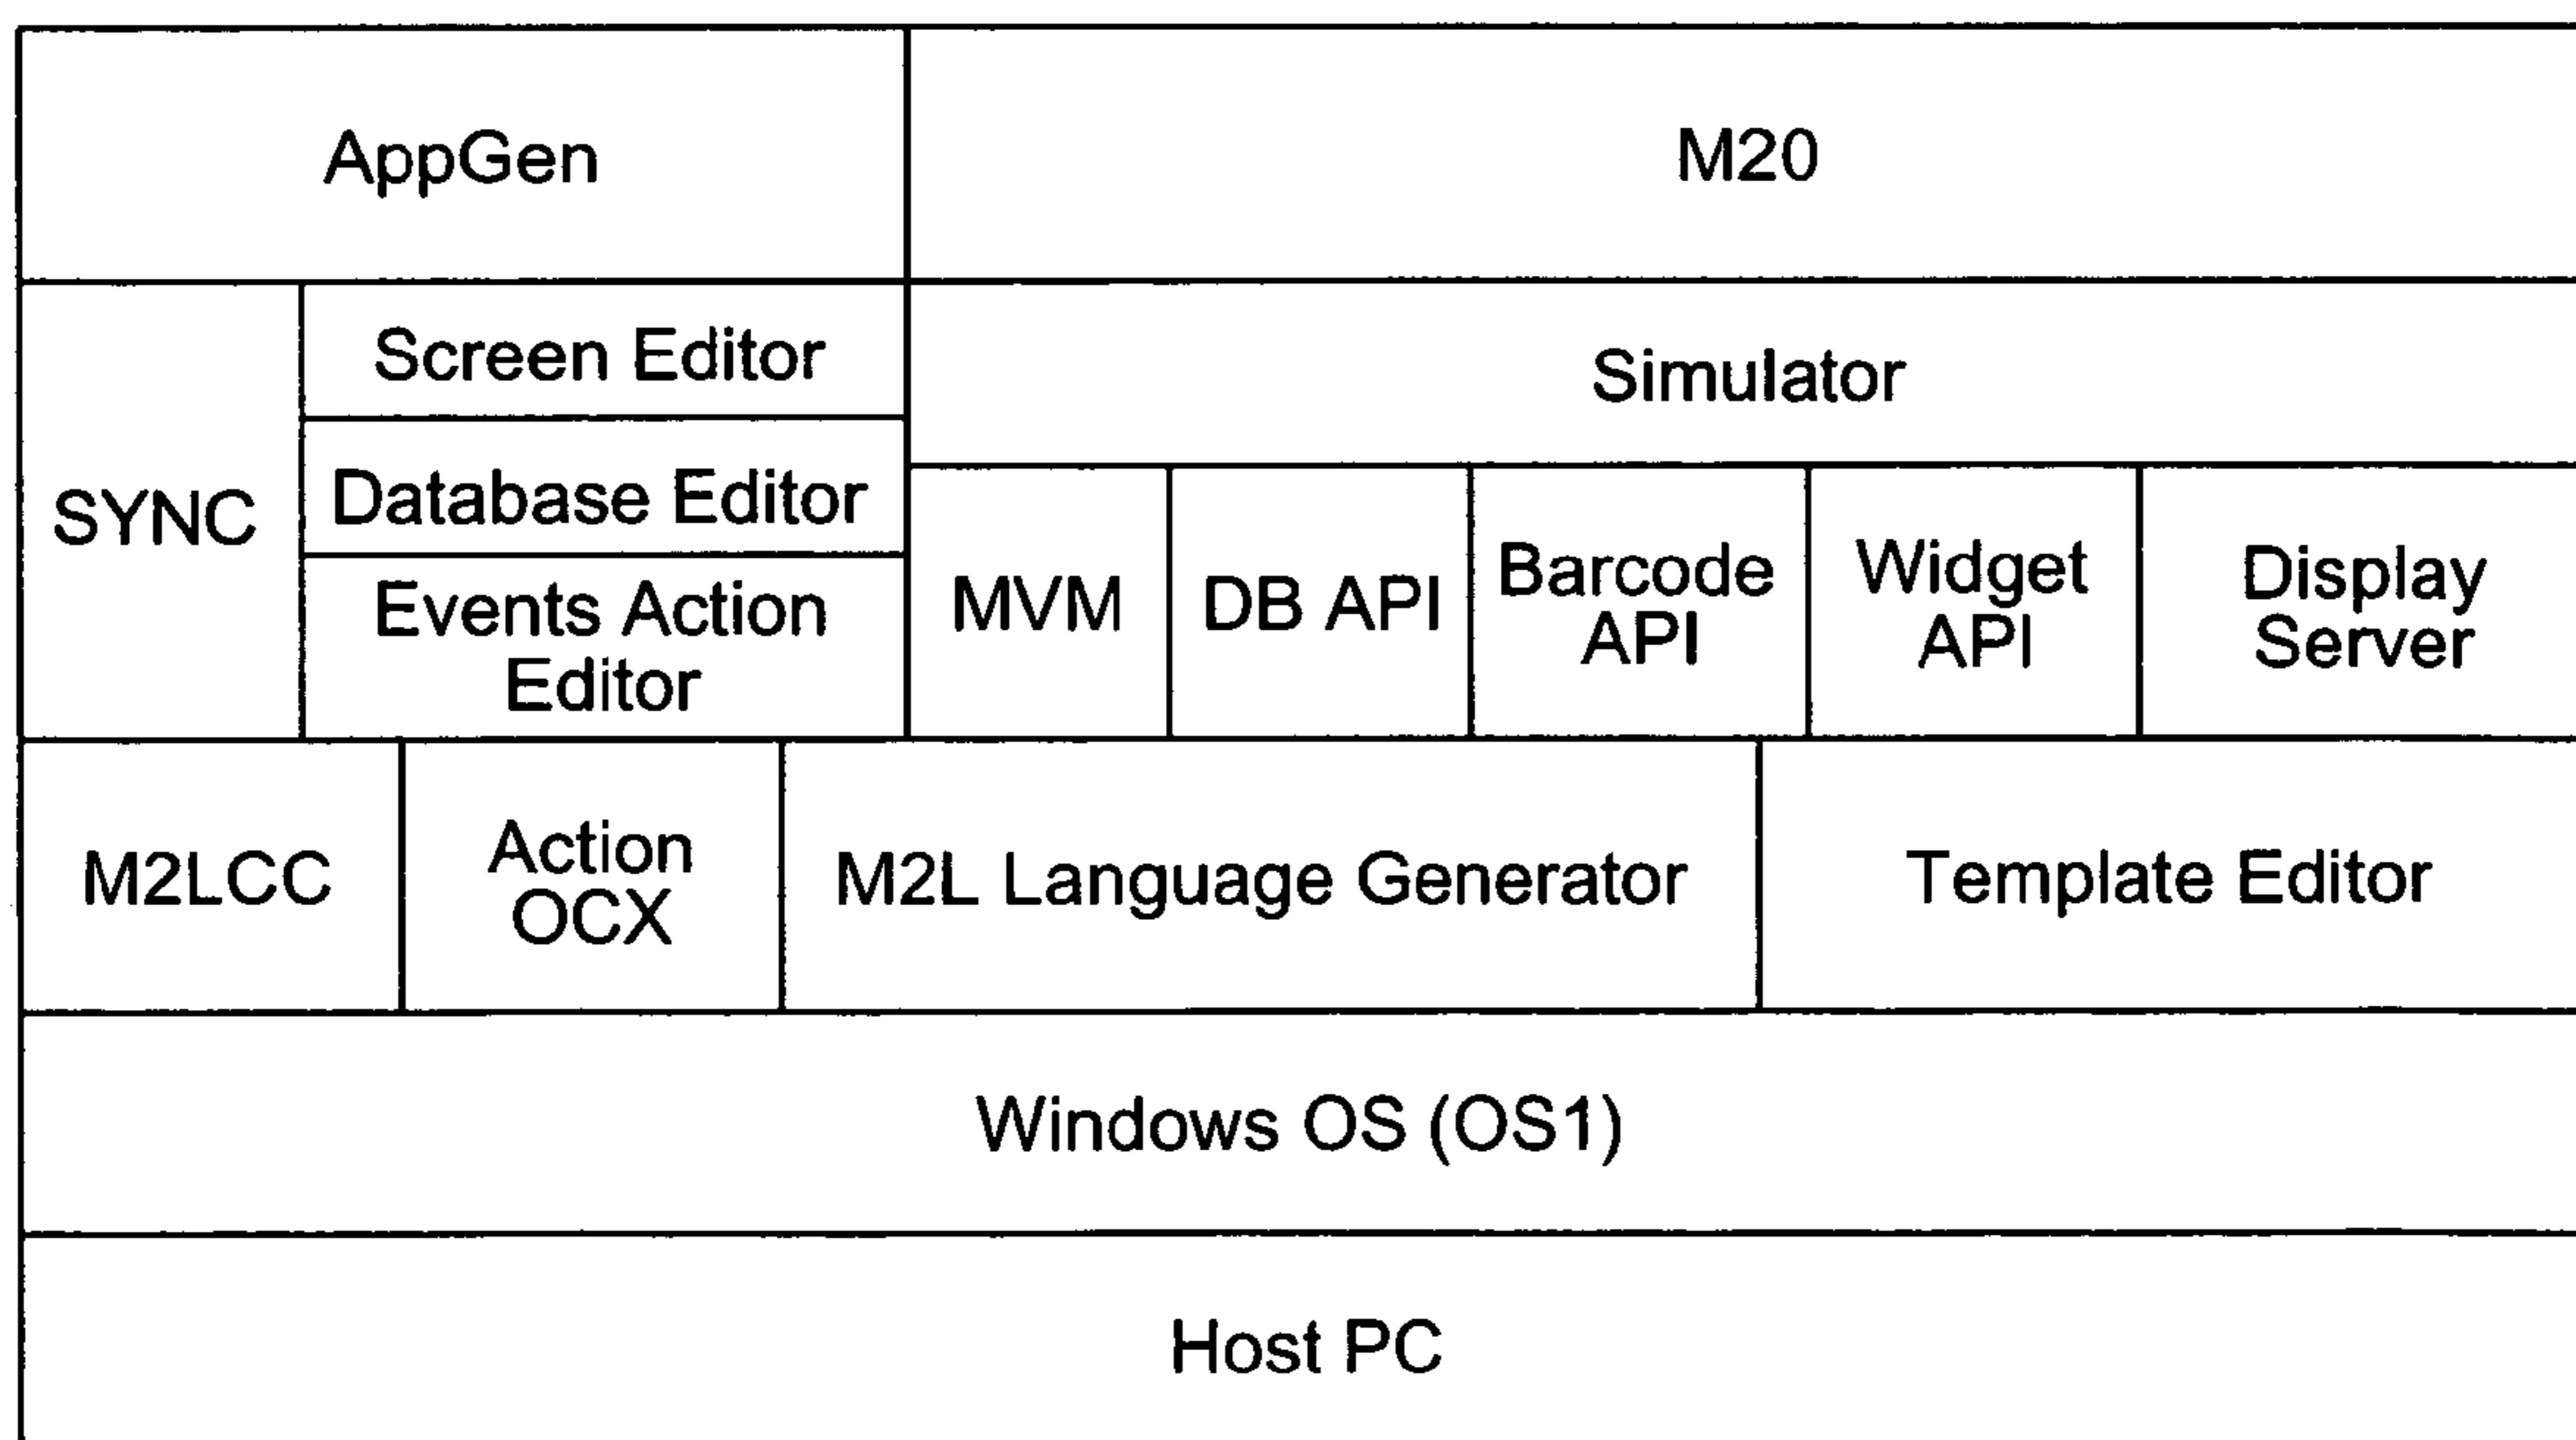 AppGen
M20
SYNC
Screen Editor
Database Editor
Events Action
Editor
Simulator
MVM
DB API
Barcode
API
Widget
API
Display
Server
M2LCC
Action
OCX
M2L Language Generator
Template Editor
Windows OS (OS1)
Host PC